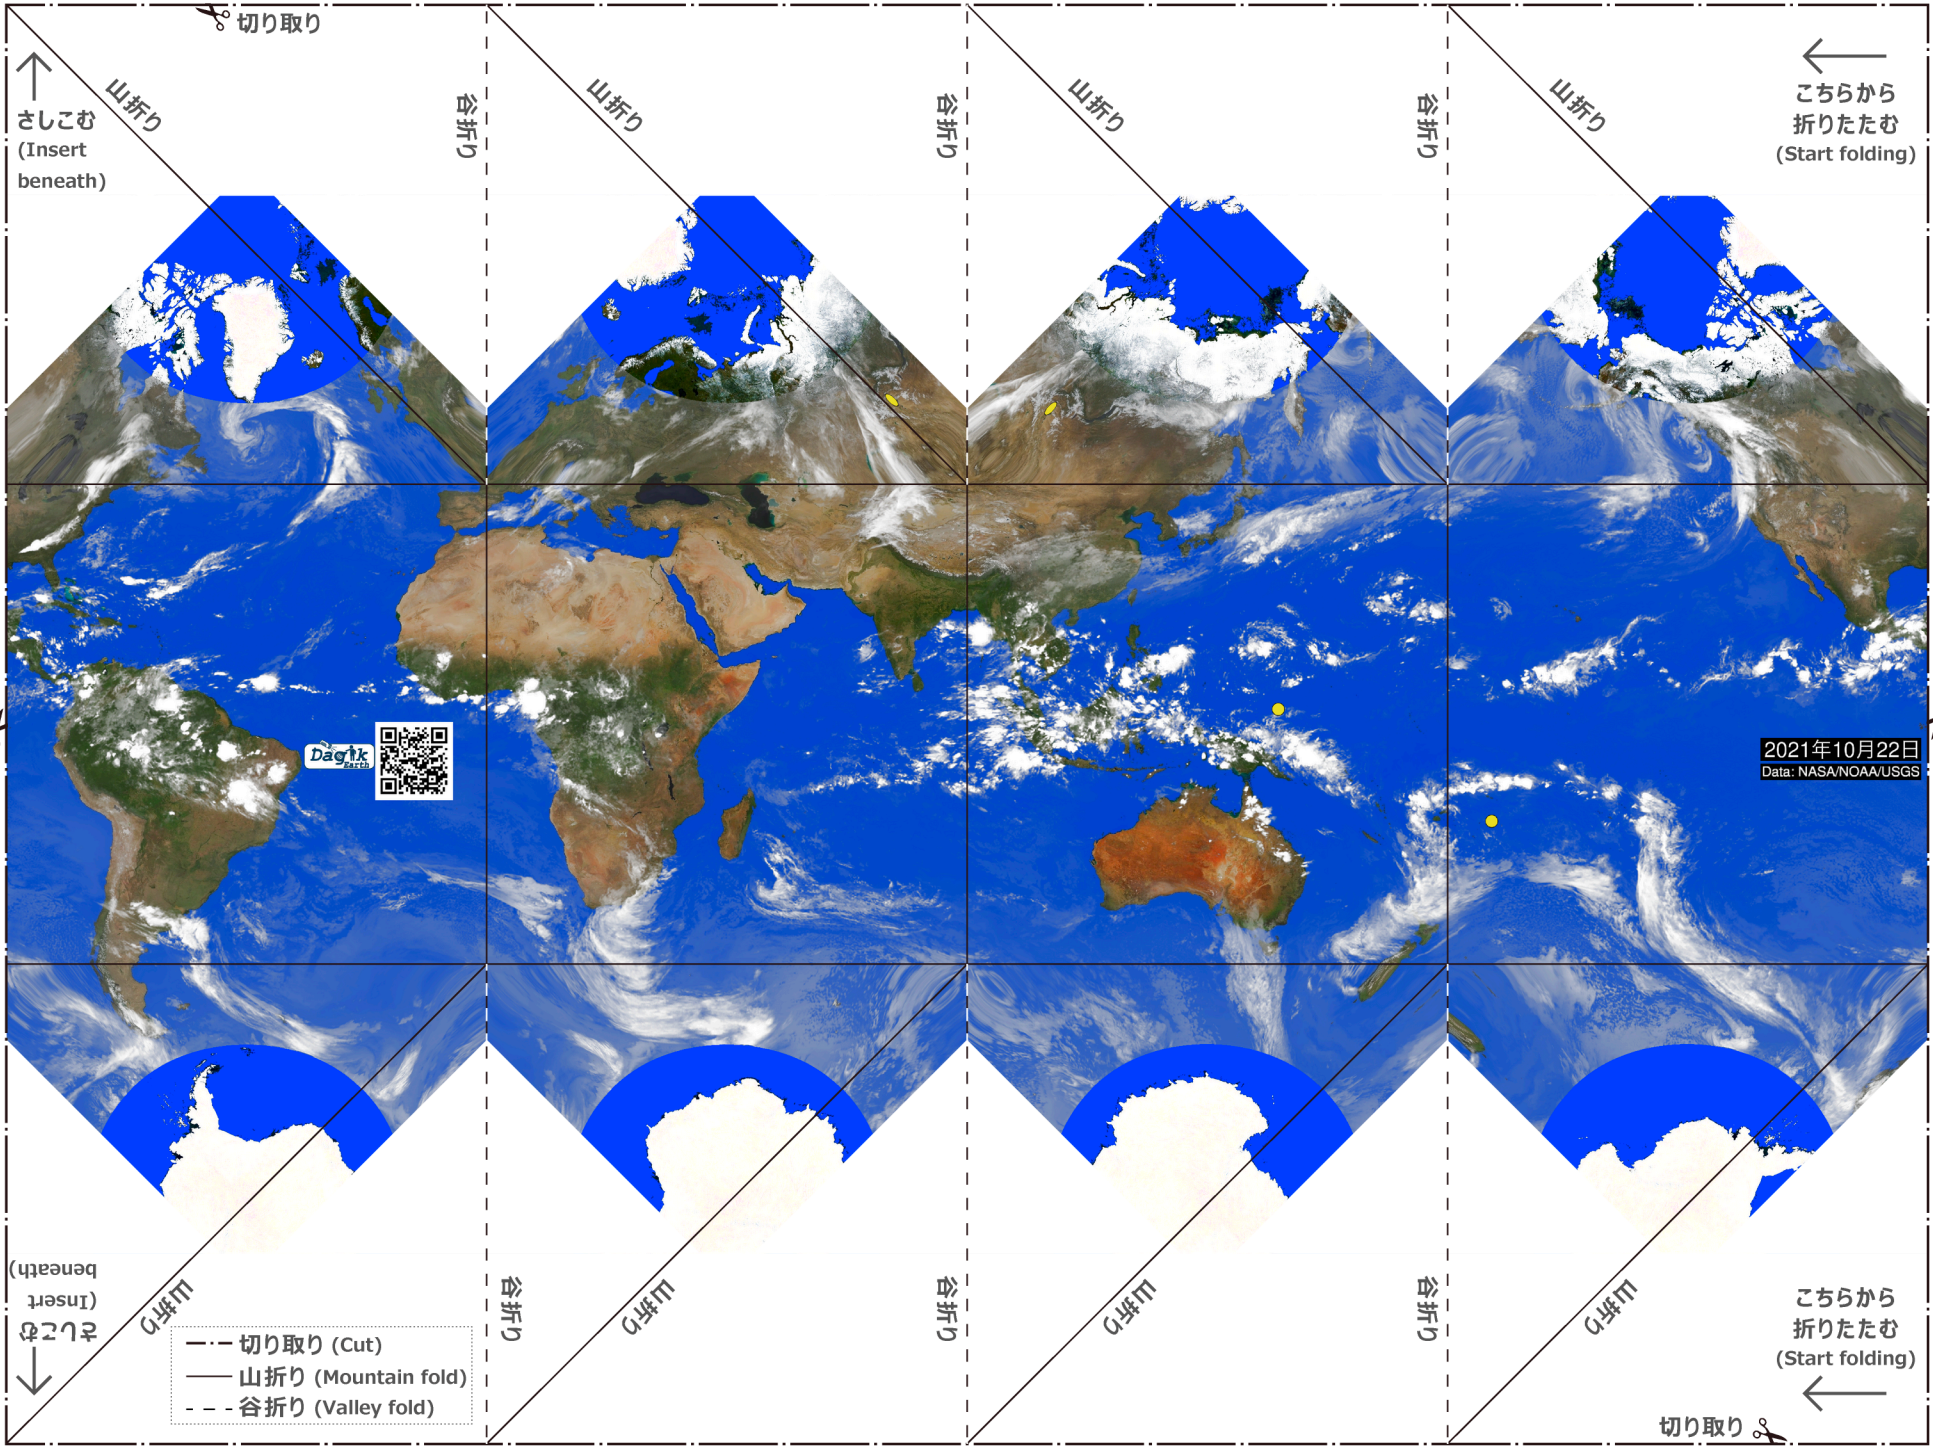 切り取り
山折り
谷折り
山折り
谷折り
山折り
谷折り
山折り
さしこむ
(Insert
beneath)
こちらから
折りたたむ
(Start folding)
Dagik
Earth
2021年10月22日
Data: NASA/NOAA/USGS
さしこむ
(Insert
beneath)
山折り
谷折り
山折り
谷折り
山折り
谷折り
山折り
切り取り (Cut)
山折り (Mountain fold)
谷折り (Valley fold)
こちらから
折りたたむ
(Start folding)
切り取り